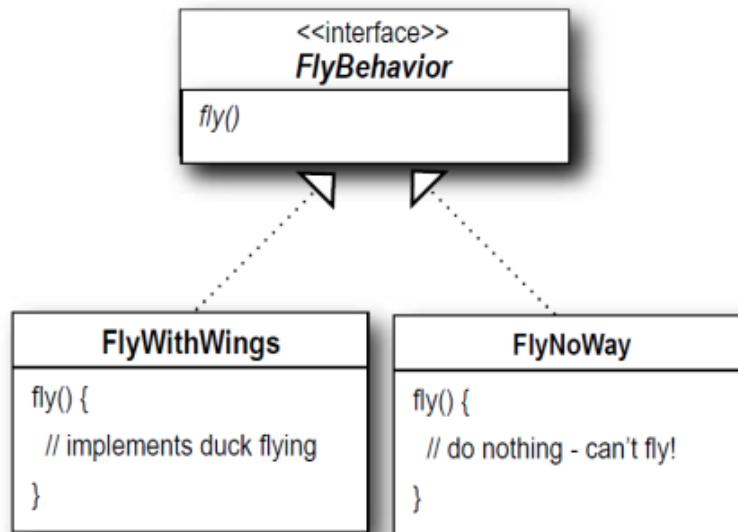 <<interface>>
FlyBehavior
fly()
FlyWithWings
fly() {
// implements duck flying
}
FlyNoWay
fly() {
// do nothing - can't fly!
}